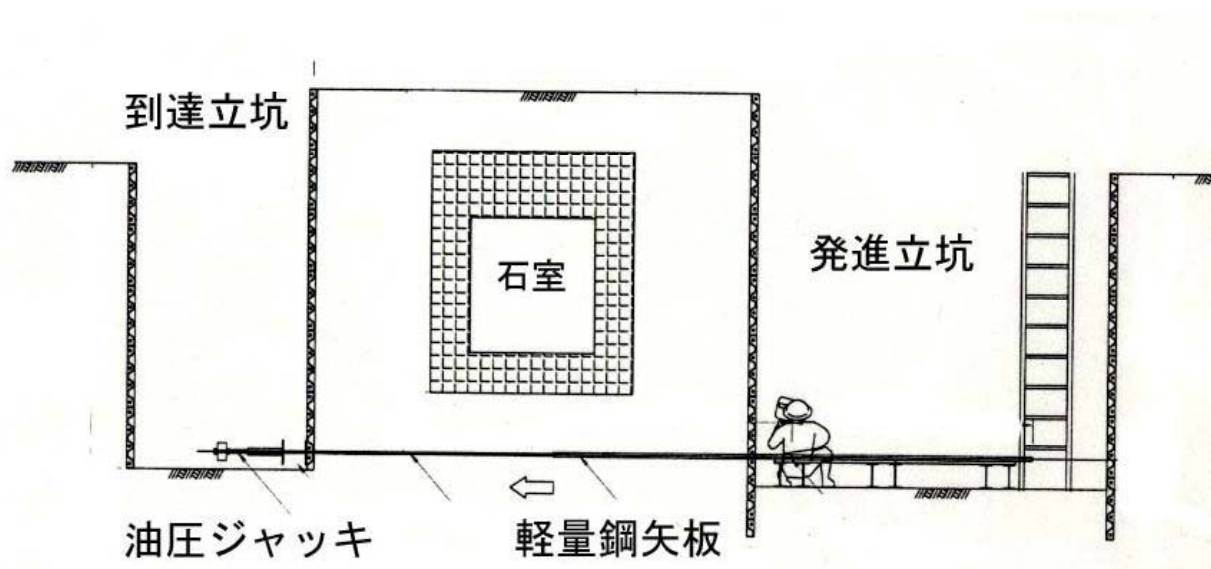 到達立坑
石室
発進立坑
油圧ジャッキ
軽量鋼矢板